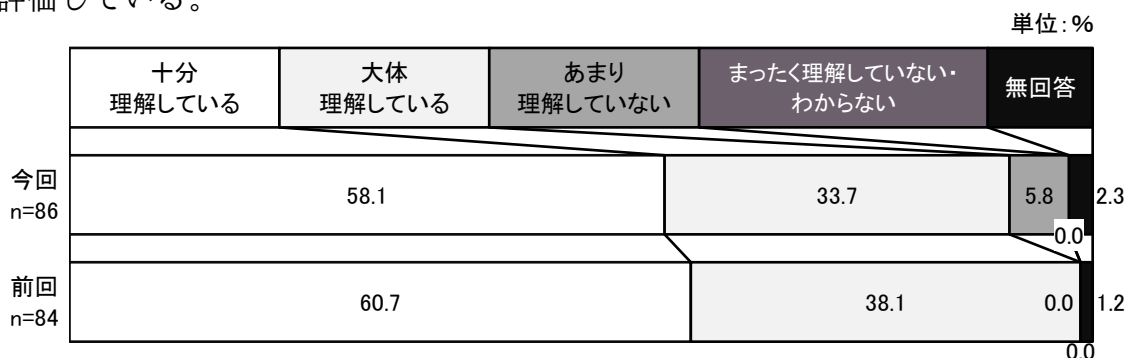 評価している。
単位:%
十分
理解している
大体
理解している
あまり
理解していない
まったく理解していない・
わからない
無回答
今回
n=86
58.1
33.7
5.8
0.0
2.3
前回
n=84
60.7
38.1
0.0
0.0
1.2